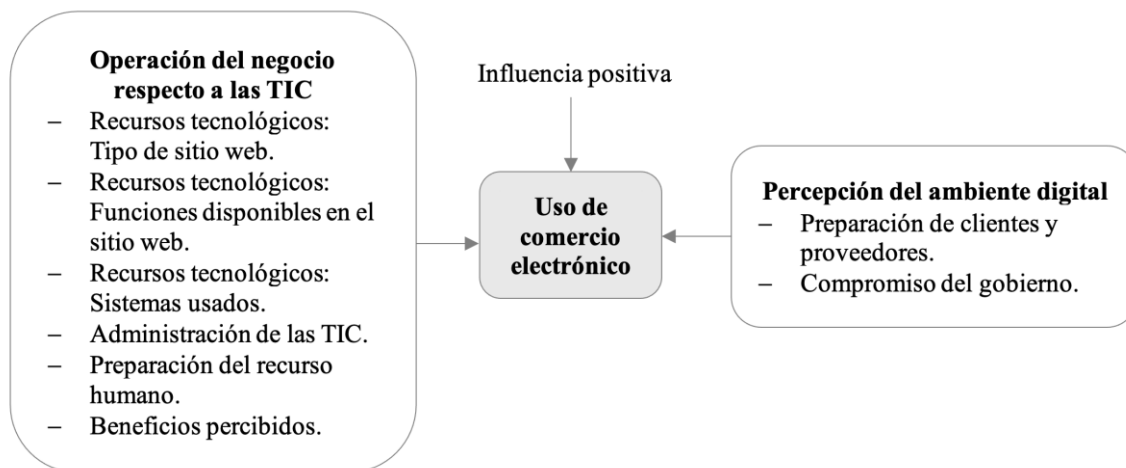 Operación del negocio
respecto a las TIC
– Recursos tecnológicos:
Tipo de sitio web.
– Recursos tecnológicos:
Funciones disponibles en el
sitio web.
– Recursos tecnológicos:
Sistemas usados.
– Administración de las TIC.
– Preparación del recurso
humano.
– Beneficios percibidos.
Influencia positiva
Uso de
comercio
electrónico
Percepción del ambiente digital
– Preparación de clientes y
proveedores.
– Compromiso del gobierno.